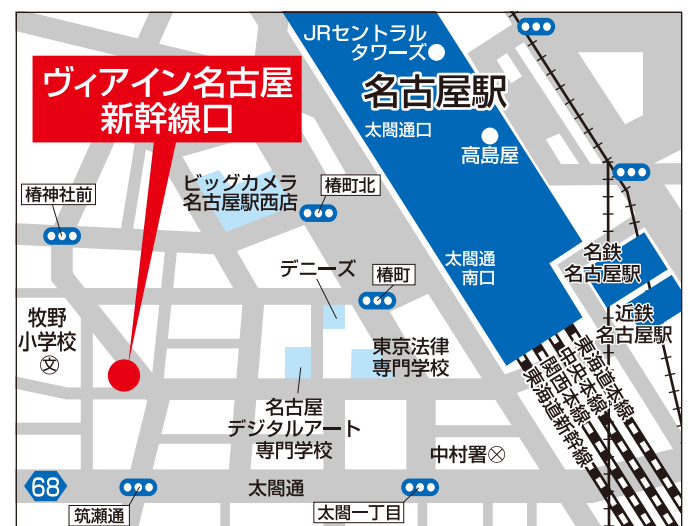 JRセントラル
タワーズ
名古屋駅
太閤通口
高島屋
ヴィアイン名古屋
新幹線口
ビッグカメラ
名古屋駅西店
椿町北
椿神社前
太閤通
南口
名鉄
名古屋駅
デニーズ
椿町
近鉄
名古屋駅
牧野
小学校
文
東京法律
専門学校
東海道本線
中央本線
関西本線
東海道新幹線
名古屋
デジタルアート
専門学校
中村署
68
太閤通
筑瀬通
太閤一丁目